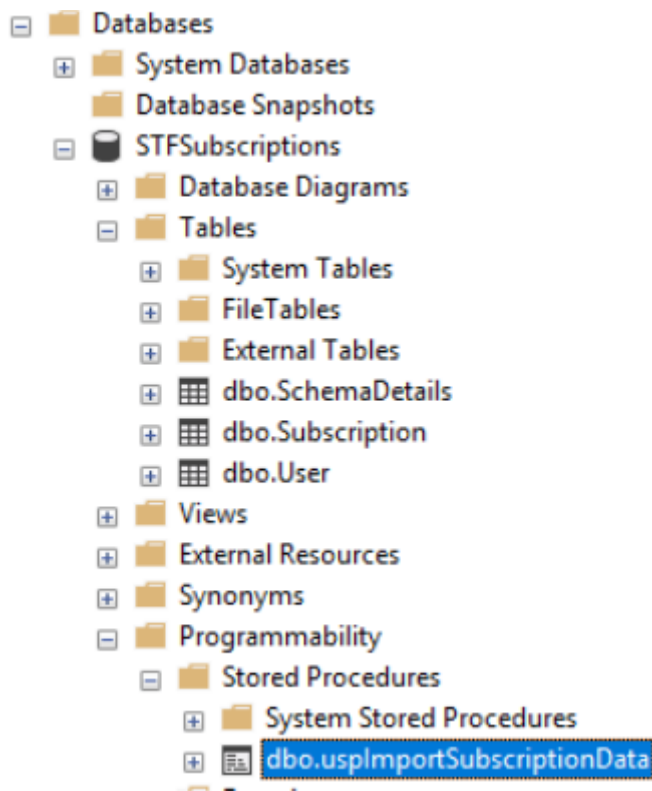 Databases
System Databases
Database Snapshots
STFSubscriptions
Database Diagrams
Tables
System Tables
FileTables
External Tables
dbo.SchemaDetails
dbo.Subscription
dbo.User
Views
External Resources
Synonyms
Programmability
Stored Procedures
System Stored Procedures
dbo.uspImportSubscriptionData